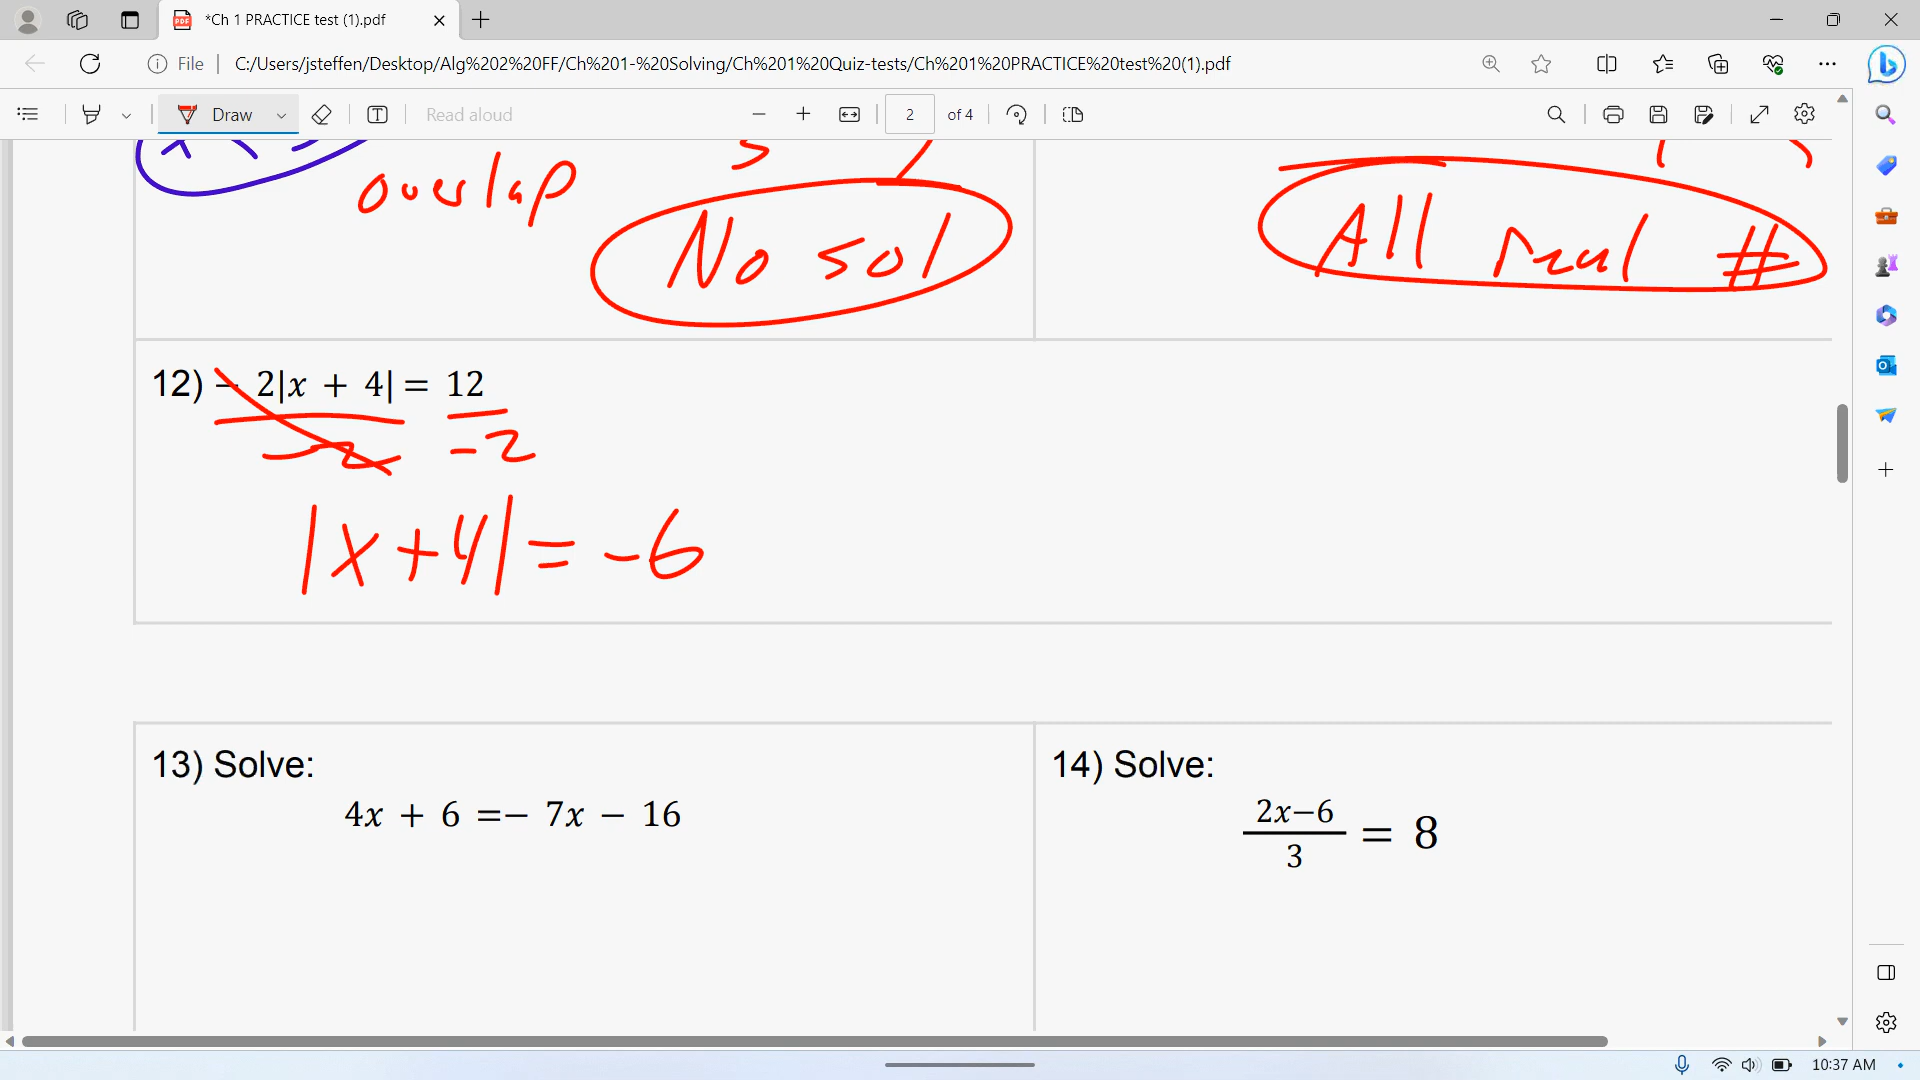 *Ch 1 PRACTICE test (1).pdf
File
C:/Users/jsteffen/Desktop/Alg%202%20FF/Ch%201-%20Solving/Ch%201%20Quiz-tests/Ch%201%20PRACTICE%20test%20(1).pdf
Draw
Read aloud
2 of 4
overlap
No sol
All real #
12) − 2|x + 4| = 12
-2 -2
|x+4| = -6
13) Solve:
4x + 6 =− 7x − 16
14) Solve:
2x−6
= 8
3
10:37 AM